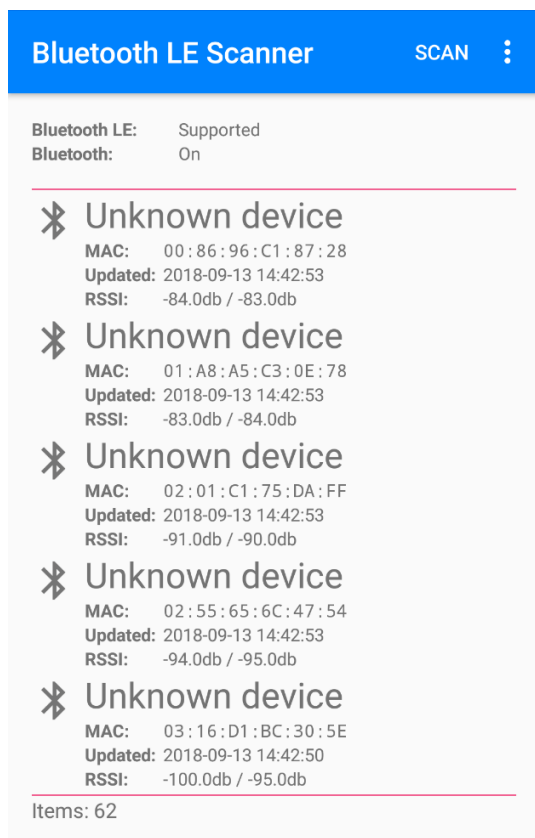 Bluetooth LE Scanner SCAN
Bluetooth LE: Supported
Bluetooth: On
Unknown device
MAC: 00:86:96:C1:87:28
Updated: 2018-09-13 14:42:53
RSSI: -84.0db / -83.0db
Unknown device
MAC: 01:A8:A5:C3:0E:78
Updated: 2018-09-13 14:42:53
RSSI: -83.0db / -84.0db
Unknown device
MAC: 02:01:C1:75:DA:FF
Updated: 2018-09-13 14:42:53
RSSI: -91.0db / -90.0db
Unknown device
MAC: 02:55:65:6C:47:54
Updated: 2018-09-13 14:42:53
RSSI: -94.0db / -95.0db
Unknown device
MAC: 03:16:D1:BC:30:5E
Updated: 2018-09-13 14:42:50
RSSI: -100.0db / -95.0db
Items: 62